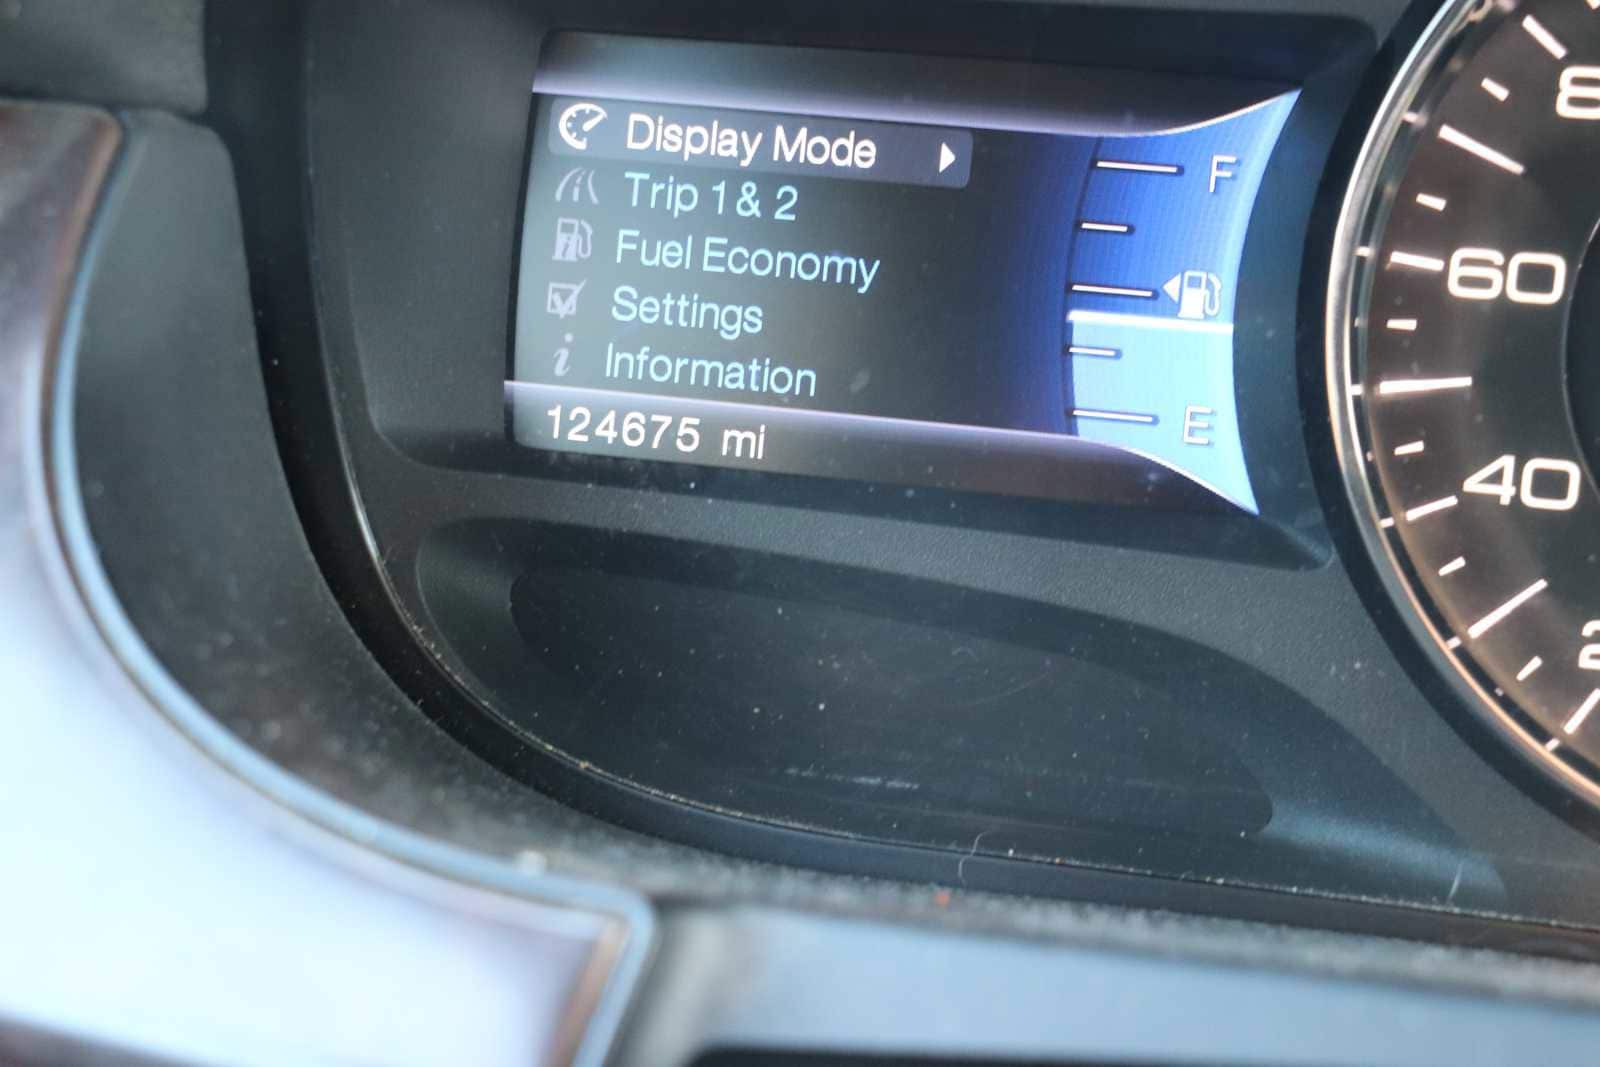 Display Mode
Trip 1 & 2
Fuel Economy
Settings
Information
124675 mi
F
E
60
40